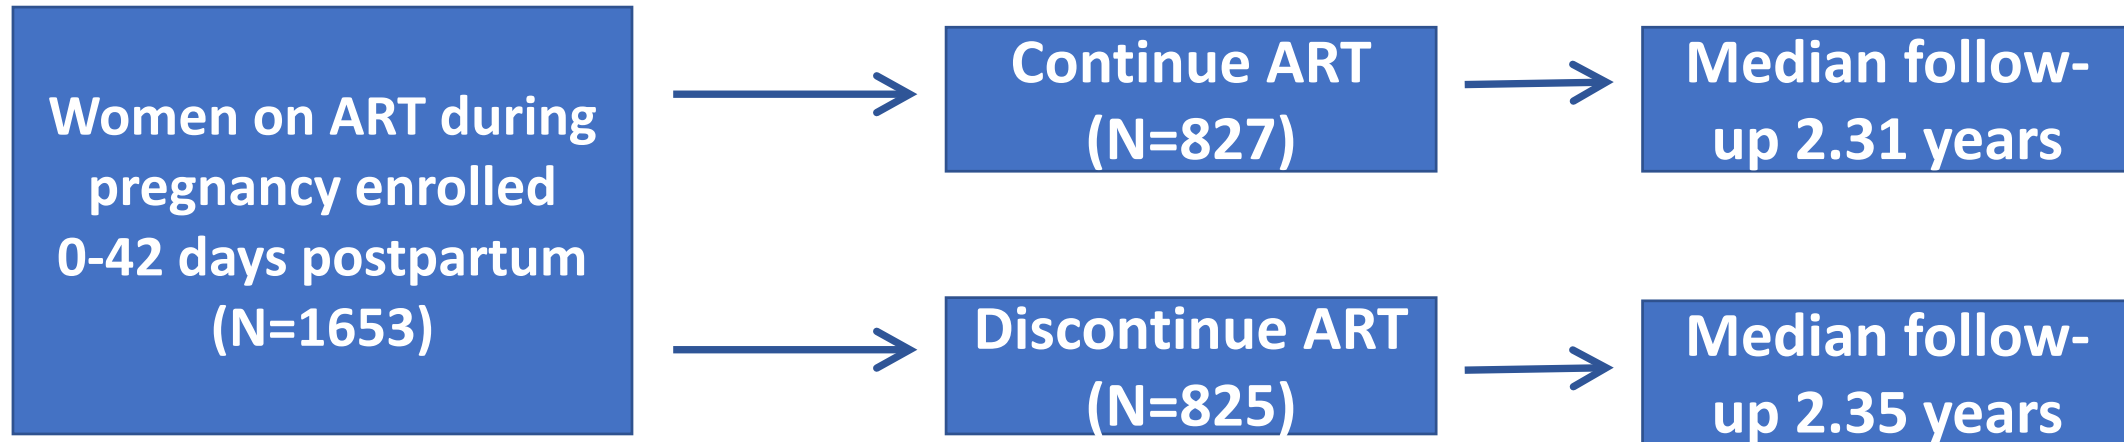 Women on ART during
pregnancy enrolled
0-42 days postpartum
(N=1653)
Continue ART
(N=827)
Median follow-
up 2.31 years
Discontinue ART
(N=825)
Median follow-
up 2.35 years